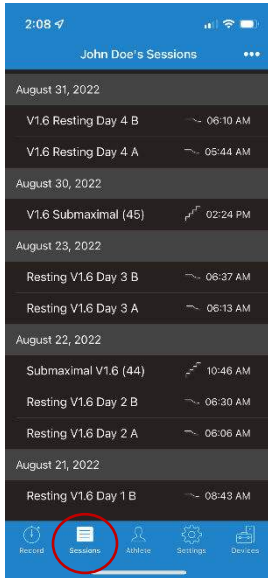 2:08
John Doe's Sessions
August 31, 2022
V1.6 Resting Day 4 B 06:10 AM
V1.6 Resting Day 4 A 05:44 AM
August 30, 2022
V1.6 Submaximal (45) 02:24 PM
August 23, 2022
Resting V1.6 Day 3 B 06:37 AM
Resting V1.6 Day 3 A 06:13 AM
August 22, 2022
Submaximal V1.6 (44) 10:46 AM
Resting V1.6 Day 2 B 06:30 AM
Resting V1.6 Day 2 A 06:06 AM
August 21, 2022
Resting V1.6 Day 1 B 08:43 AM
Record Sessions Athlete Settings Devices